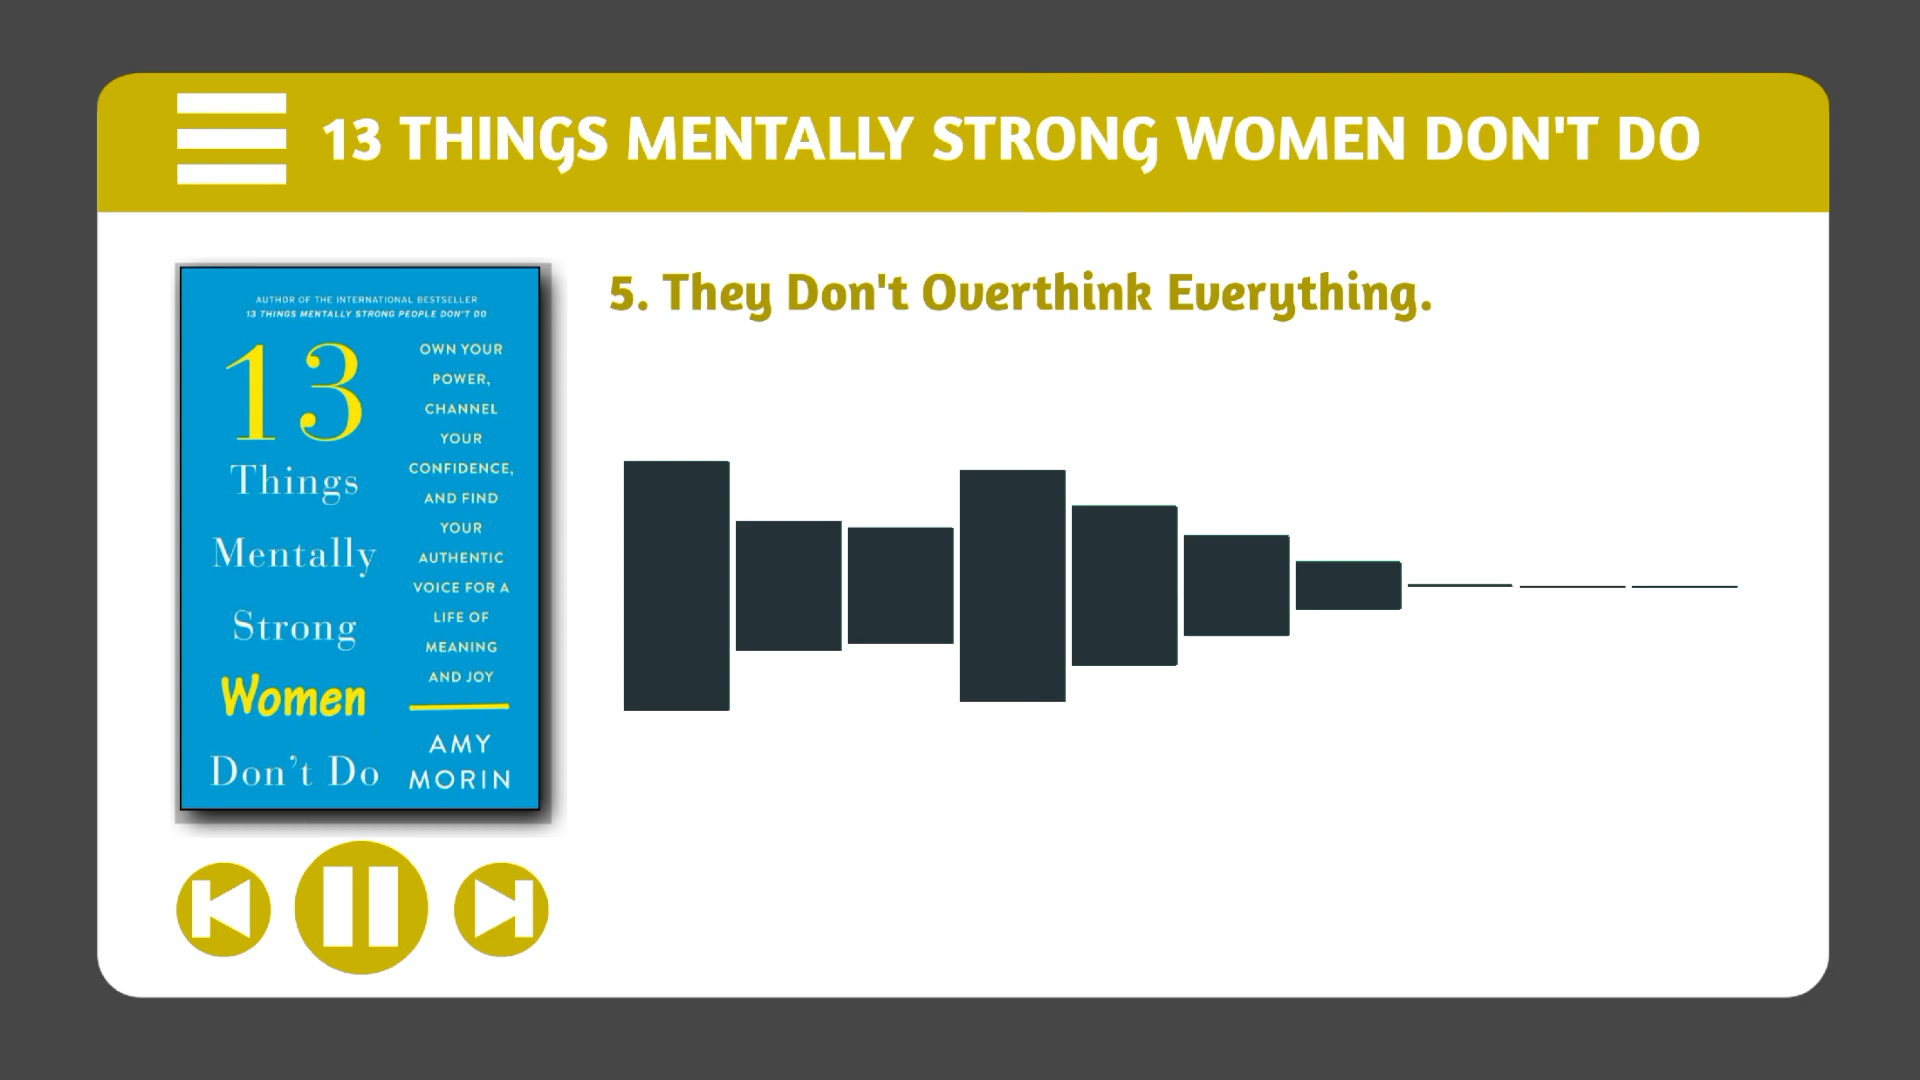 13 THINGS MENTALLY STRONG WOMEN DON'T DO
5. They Don't Overthink Everything.
AUTHOR OF THE INTERNATIONAL BESTSELLER
13 THINGS MENTALLY STRONG PEOPLE DON'T DO
13
Things
Mentally
Strong
Women
Don't Do
OWN YOUR
POWER,
CHANNEL
YOUR
CONFIDENCE,
AND FIND
YOUR
AUTHENTIC
VOICE FOR A
LIFE OF
MEANING
AND JOY
AMY
MORIN